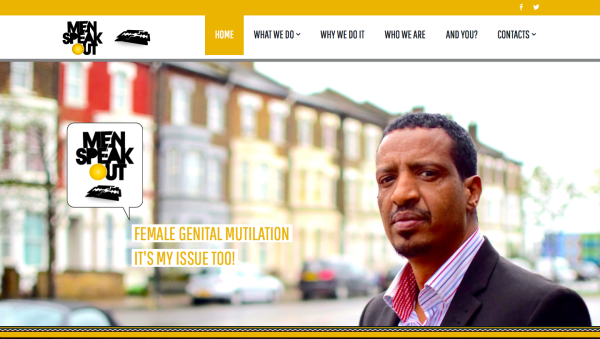 MEN
SPEAK
OUT
HOME
WHAT WE DO
WHY WE DO IT
WHO WE ARE
AND YOU?
CONTACTS
MEN
SPEAK
OUT
FEMALE GENITAL MUTILATION
IT'S MY ISSUE TOO!